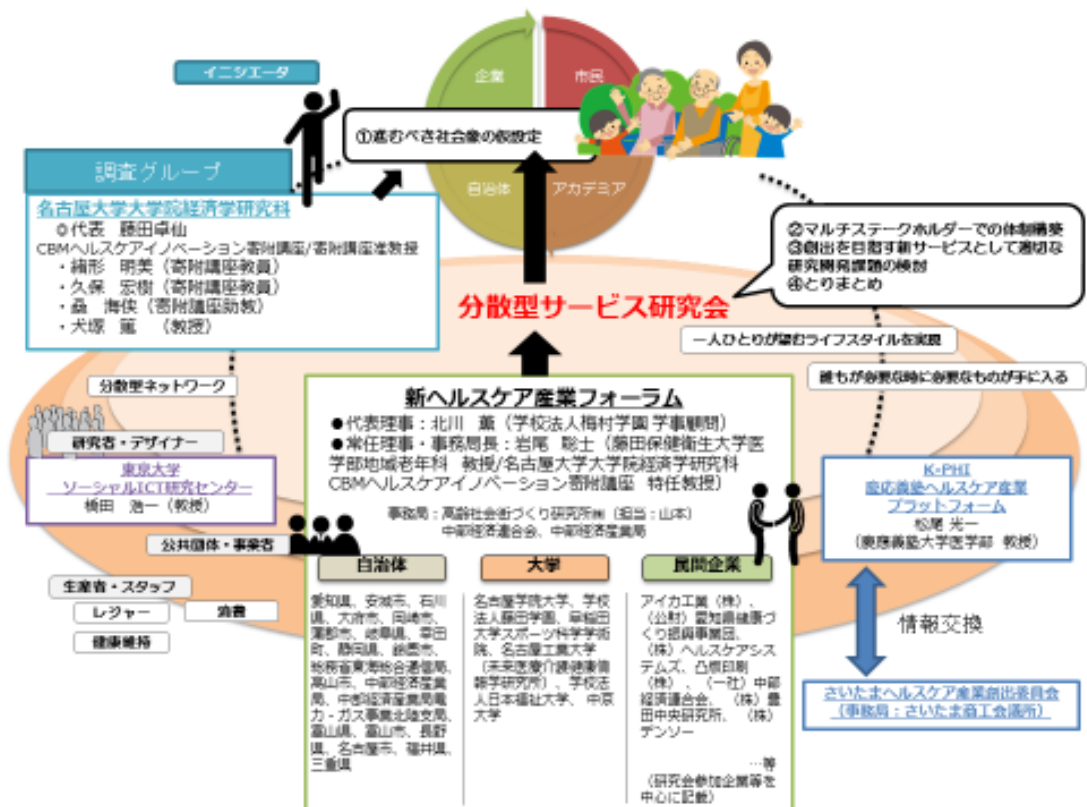 企業
市民
イニシエータ
①進むべき社会像の仮設定
自治体
アカデミア
調査グループ
名古屋大学大学院経済学研究科
◎代表 藤田卓仙
CBMヘルスケアイノベーション寄附講座/寄附講座准教授
・緒形 明美（寄附講座教員）
・久保 宏樹（寄附講座教員）
海侠（寄附講座助教）
・犬塚 篤 （教授）
②マルチステークホルダーでの体制構築
③創出を目指す新サービスとして適切な
研究開発課題の検討
④とりまとめ
分散型サービス研究会
一人ひとりが望むライフスタイルを実現
誰もが必要な時に必要なものが手に入る
分散型ネットワーク
新ヘルスケア産業フォーラム
●代表理事：北川 薫（学校法人梅村学園 学事顧問）
●常任理事・事務局長：岩尾 聡士（藤田保健衛生大学医
学部地域老年科 教授/名古屋大学大学院経済学研究科
CBMヘルスケアイノベーション寄附講座 特任教授）
事務局：高齢社会街づくり研究所㈱（担当：山本）
中部経済連合会、中部経済産業局
研究者・デザイナー
東京大学
ソーシャルICT研究センター
橋田 浩一（教授）
公共団体・事業者
生産者・スタッフ
レジャー
消費
健康維持
K-PHI
慶応義塾ヘルスケア産業
プラットフォーム
松尾 光一
（慶應義塾大学医学部 教授）
情報交換
さいたまヘルスケア産業創出委員会
（事務局：さいたま商工会議所）
自治体
愛知県、安城市、石川
県、大府市、岡崎市、
蒲郡市、岐阜県、幸田
町、静岡県、鈴鹿市、
総務省東海総合通信局、
高山市、中部経済産業
局、中部経済産業局電
力・ガス事業北陸支局、
富山県、富山市、長野
県、名古屋市、福井県、
三重県
大学
名古屋学院大学、学校
法人藤田学園、早稲田
大学スポーツ科学学術
院、名古屋工業大学
（未来医療介護健康情
報学研究所）、学校法
人日本福祉大学、中京
大学
民間企業
アイカ工業（株）、
（公財）愛知県健康づ
くり振興事業団、
（株）ヘルスケアシス
テムズ、凸版印刷
（株）、（一社）中部
経済連合会、（株）豊
田中央研究所、（株）
デンソー
…等
（研究会参加企業等を
中心に記載）